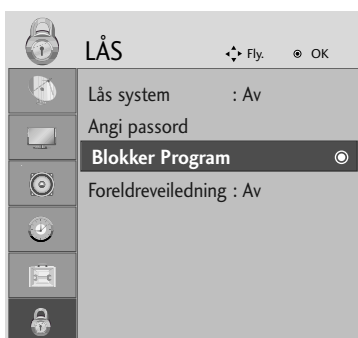 LÅS Fly. OK
Lås system : Av
Angi passord
Blokker Program
Foreldreveiledning : Av